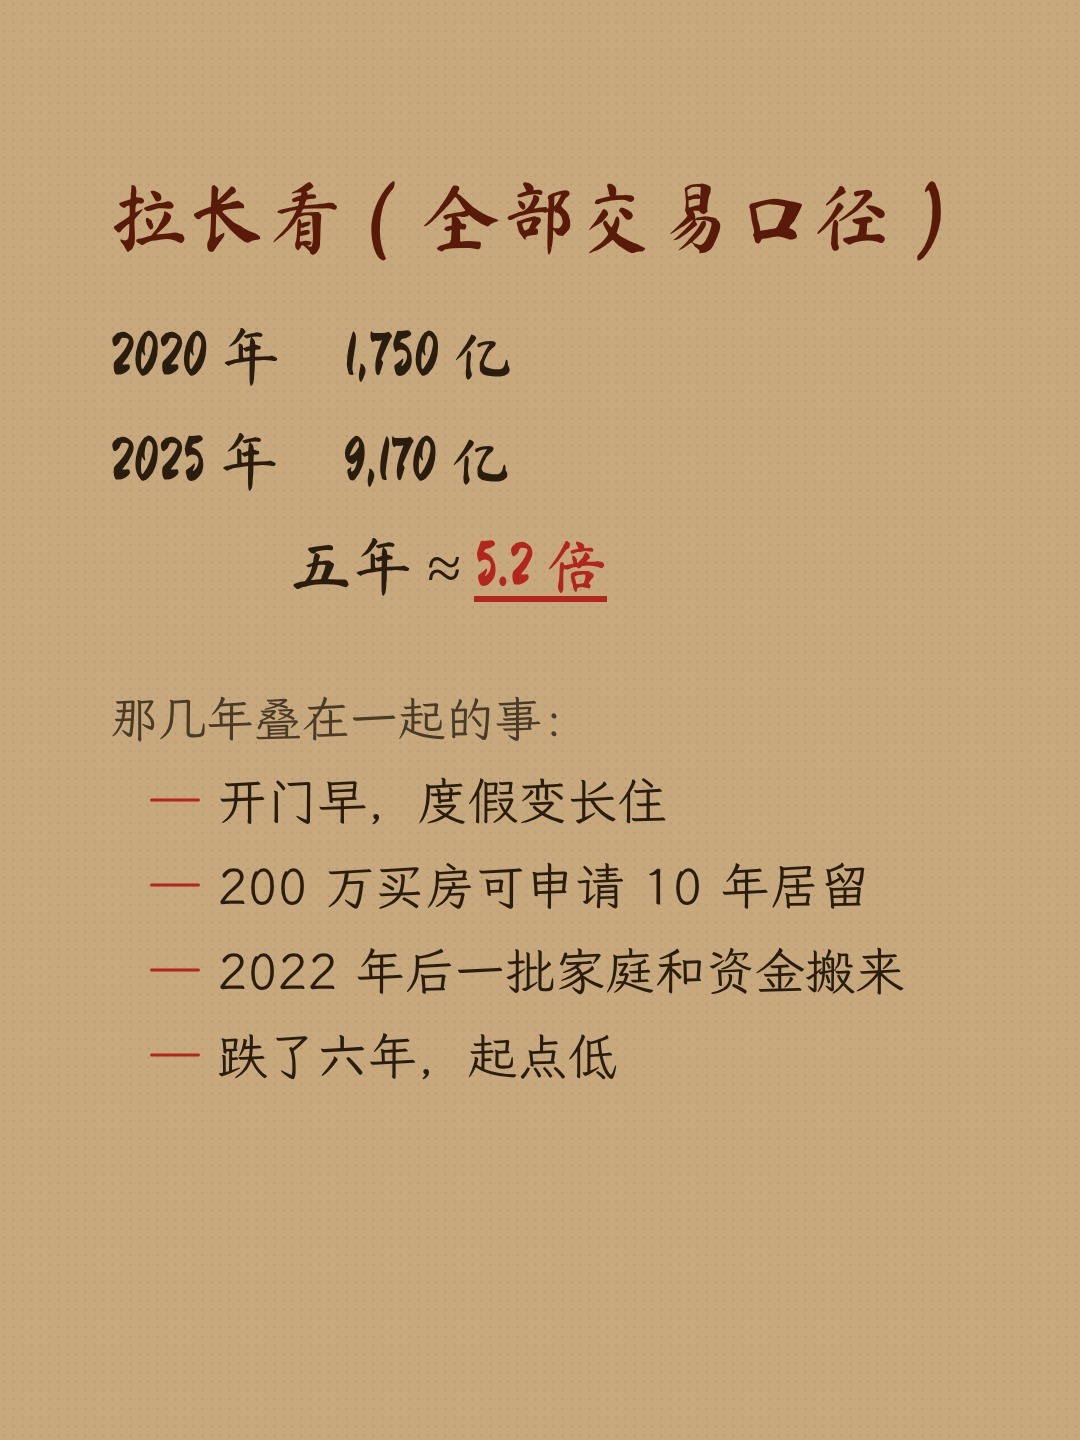 拉长看(全部交易口径)
2020 年 1,750 亿
2025 年 9,170 亿
五年 ≈ 5.2 倍
那几年叠在一起的事:
— 开门早,度假变长住
— 200 万买房可申请 10 年居留
— 2022 年后一批家庭和资金搬来
— 跌了六年,起点低